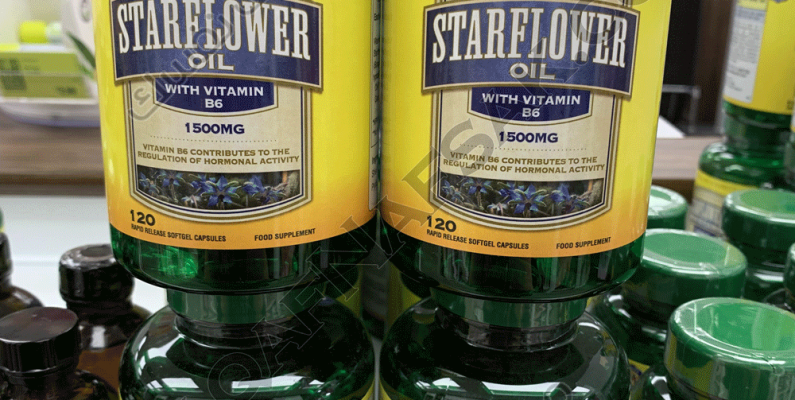 STARFLOWER
OIL
WITH VITAMIN
B6
1500MG
VITAMIN B6 CONTRIBUTES TO THE
REGULATION OF HORMONAL ACTIVITY
120
RAPID RELEASE SOFTGEL CAPSULES
FOOD SUPPLEMENT
STARFLOWER
OIL
WITH VITAMIN
B6
1500MG
VITAMIN B6 CONTRIBUTES TO THE
REGULATION OF HORMONAL ACTIVITY
120
RAPID RELEASE SOFTGEL CAPSULES
FOOD SUPPLEMENT